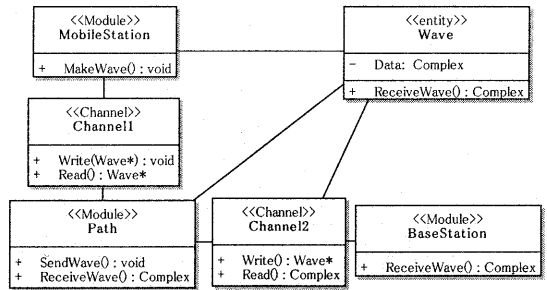 <<Module>>
MobileStation
+ MakeWave() : void
<<entity>>
Wave
- Data: Complex
+ ReceiveWave() : Complex
<<Channel>>
Channel1
+ Write(Wave*) : void
+ Read() : Wave*
<<Module>>
Path
+ SendWave() : void
+ ReceiveWave() : Complex
<<Channel>>
Channel2
+ Write() : Wave*
+ Read() : Complex
<<Module>>
BaseStation
+ ReceiveWave() : Complex